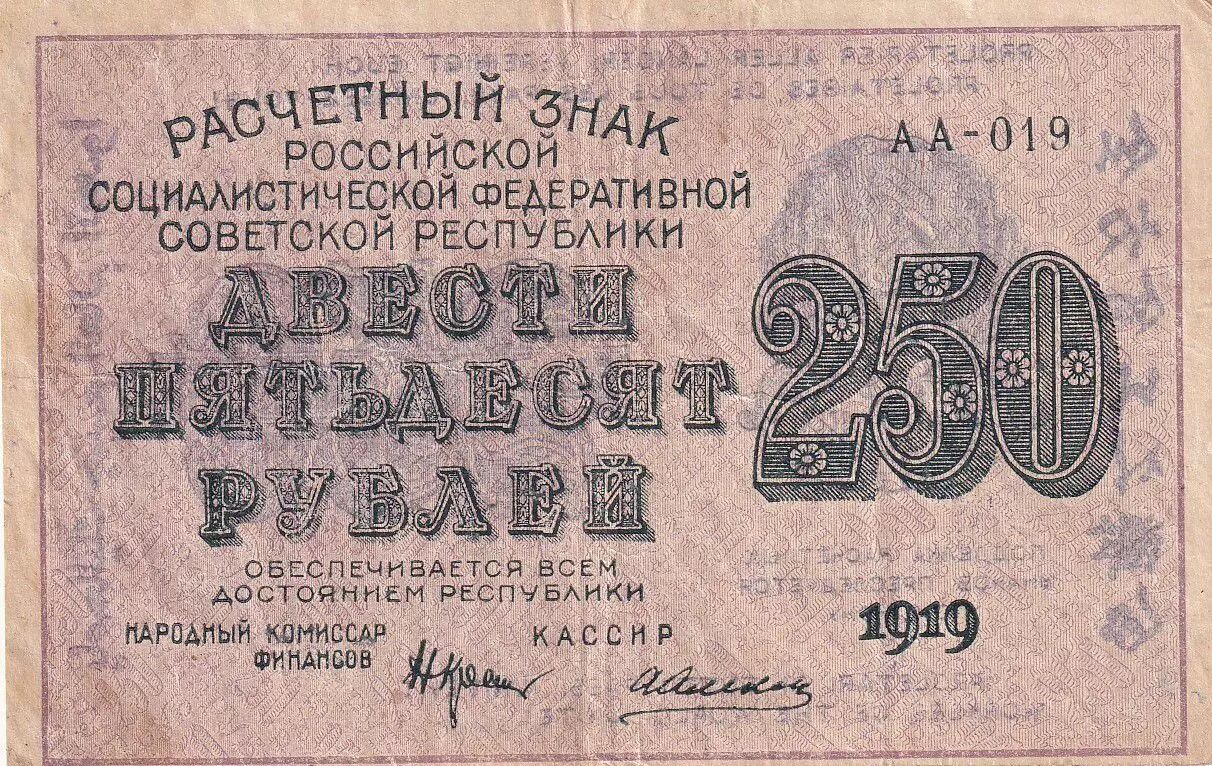 РАСЧЕТНЫЙ ЗНАК
РОССИЙСКОЙ
СОЦИАЛИСТИЧЕСКОЙ ФЕДЕРАТИВНОЙ
СОВЕТСКОЙ РЕСПУБЛИКИ
АА-019
ДВЕСТИ
ПЯТЬДЕСЯТ
РУБЛЕЙ
250
ОБЕСПЕЧИВАЕТСЯ ВСЕМ
ДОСТОЯНИЕМ РЕСПУБЛИКИ
НАРОДНЫЙ КОМИССАР
ФИНАНСОВ
КАССИР
1919